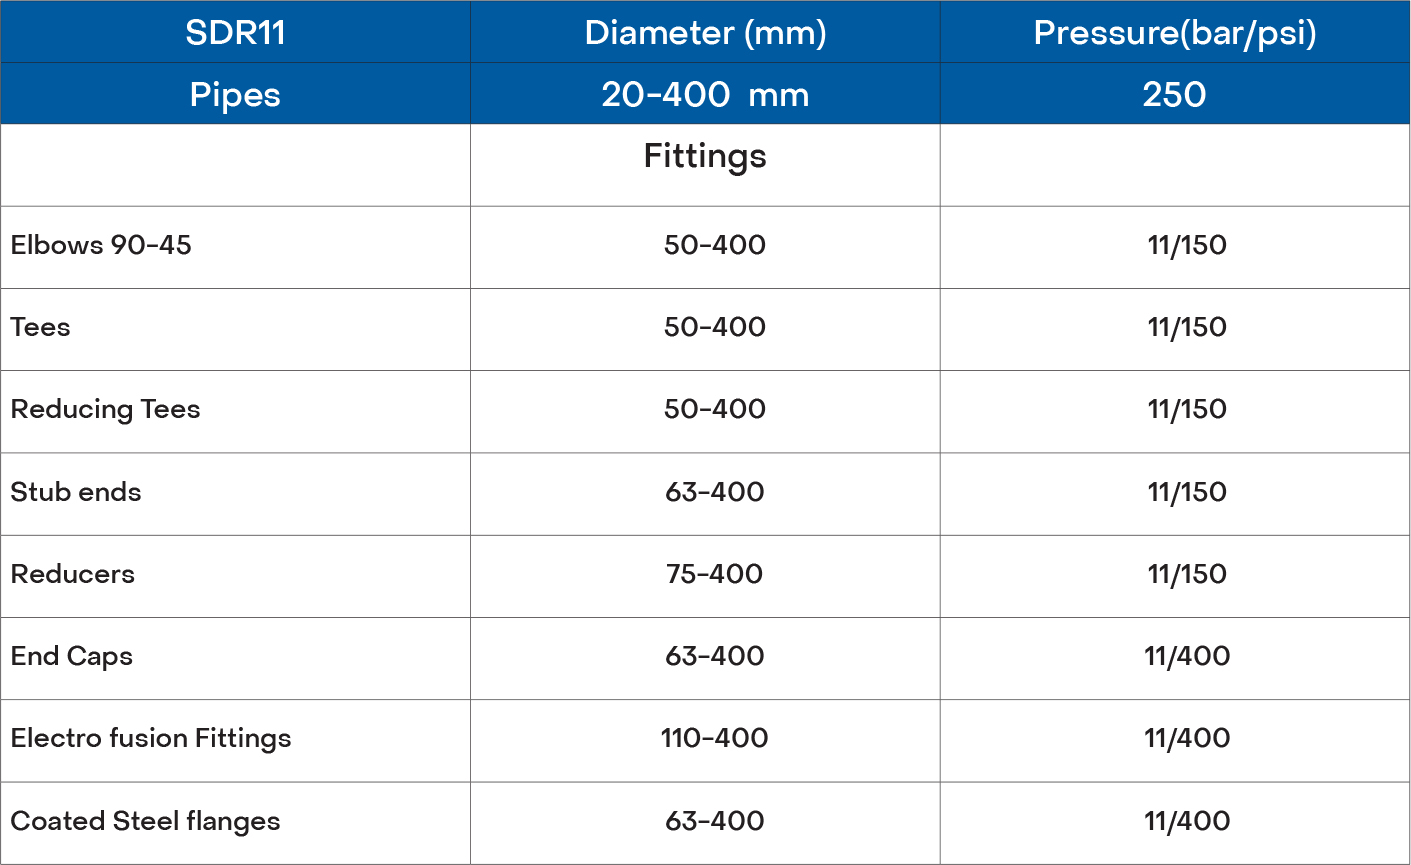 SDR11 Diameter (mm) Pressure(bar/psi)
Pipes 20-400 mm 250
Fittings
Elbows 90-45 50-400 11/150
Tees 50-400 11/150
Reducing Tees 50-400 11/150
Stub ends 63-400 11/150
Reducers 75-400 11/150
End Caps 63-400 11/400
Electro fusion Fittings 110-400 11/400
Coated Steel flanges 63-400 11/400